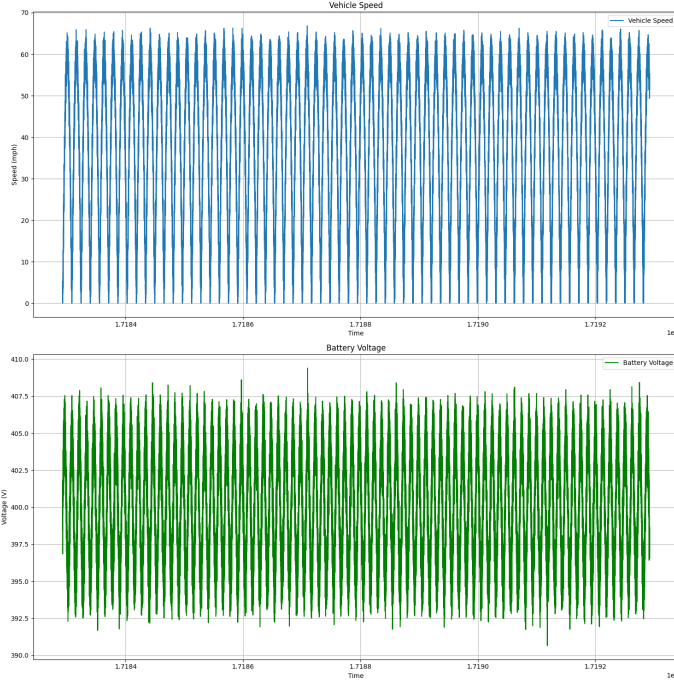 Vehicle Speed
Vehicle Speed
70
60
50
40
30
20
10
0
Speed (mph)
1.7184
1.7186
1.7188
1.7190
1.7192
Time
1e
Battery Voltage
Battery Voltage
410.0
407.5
405.0
402.5
400.0
397.5
395.0
392.5
390.0
Voltage (V)
1.7184
1.7186
1.7188
1.7190
1.7192
Time
1e